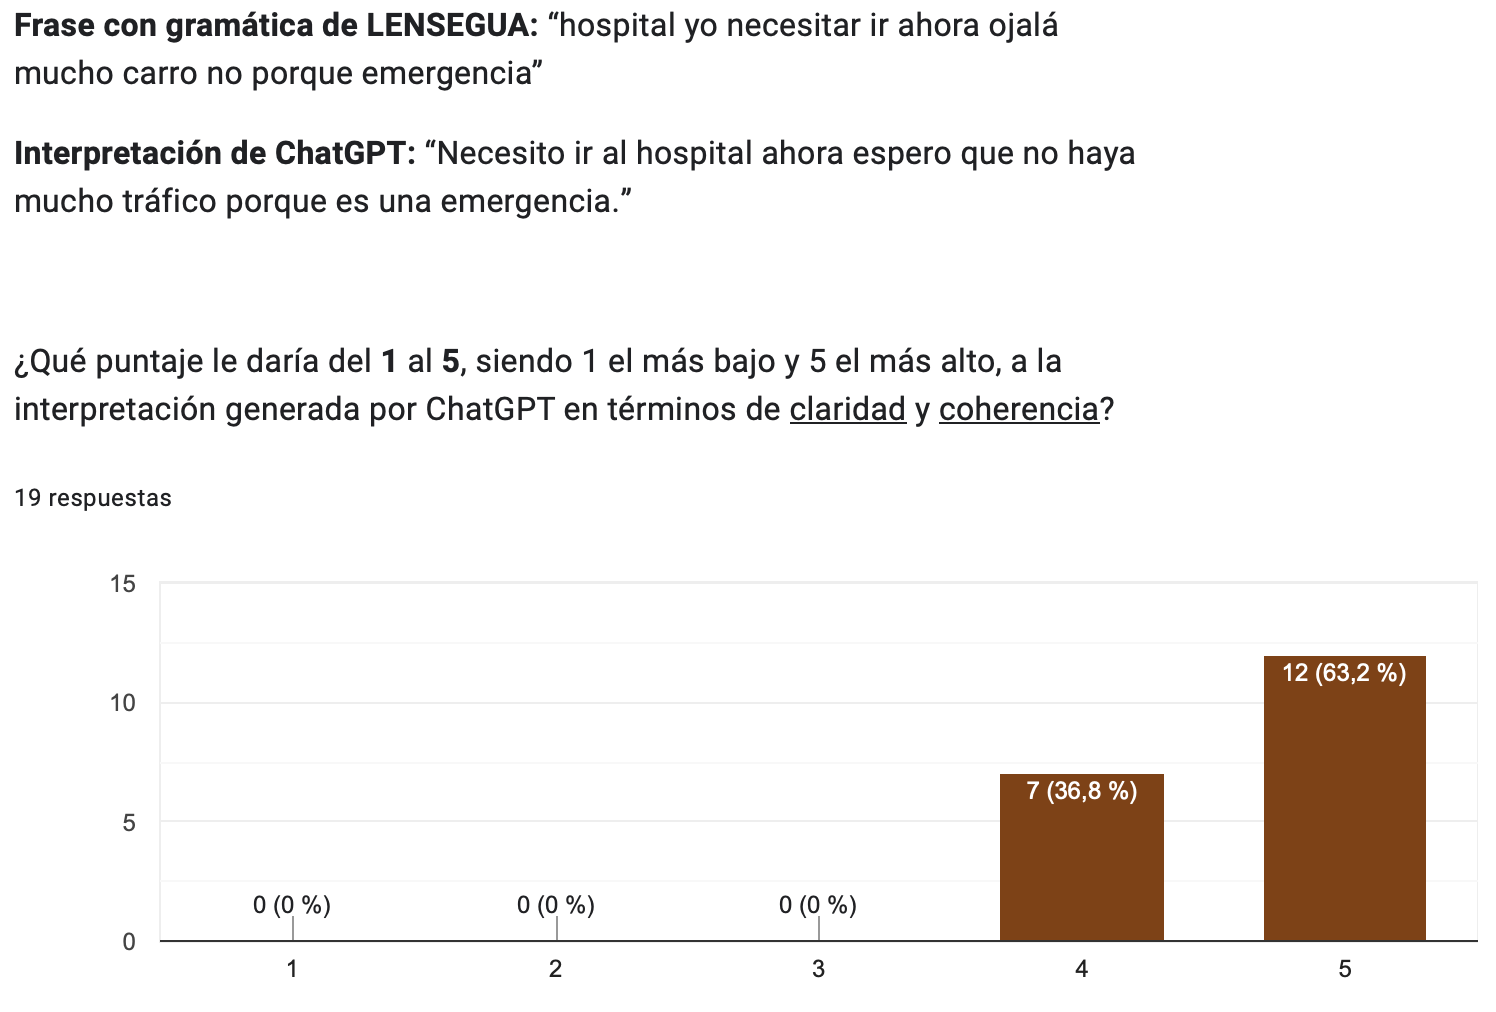 Frase con gramática de LENSEGUA: “hospital yo necesitar ir ahora ojalá
mucho carro no porque emergencia”
Interpretación de ChatGPT: “Necesito ir al hospital ahora espero que no haya
mucho tráfico porque es una emergencia.”
¿Qué puntaje le daría del 1 al 5, siendo 1 el más bajo y 5 el más alto, a la
interpretación generada por ChatGPT en términos de claridad y coherencia?
19 respuestas
15
10
5
0
0 (0 %)
0 (0 %)
0 (0 %)
7 (36,8 %)
12 (63,2 %)
1
2
3
4
5